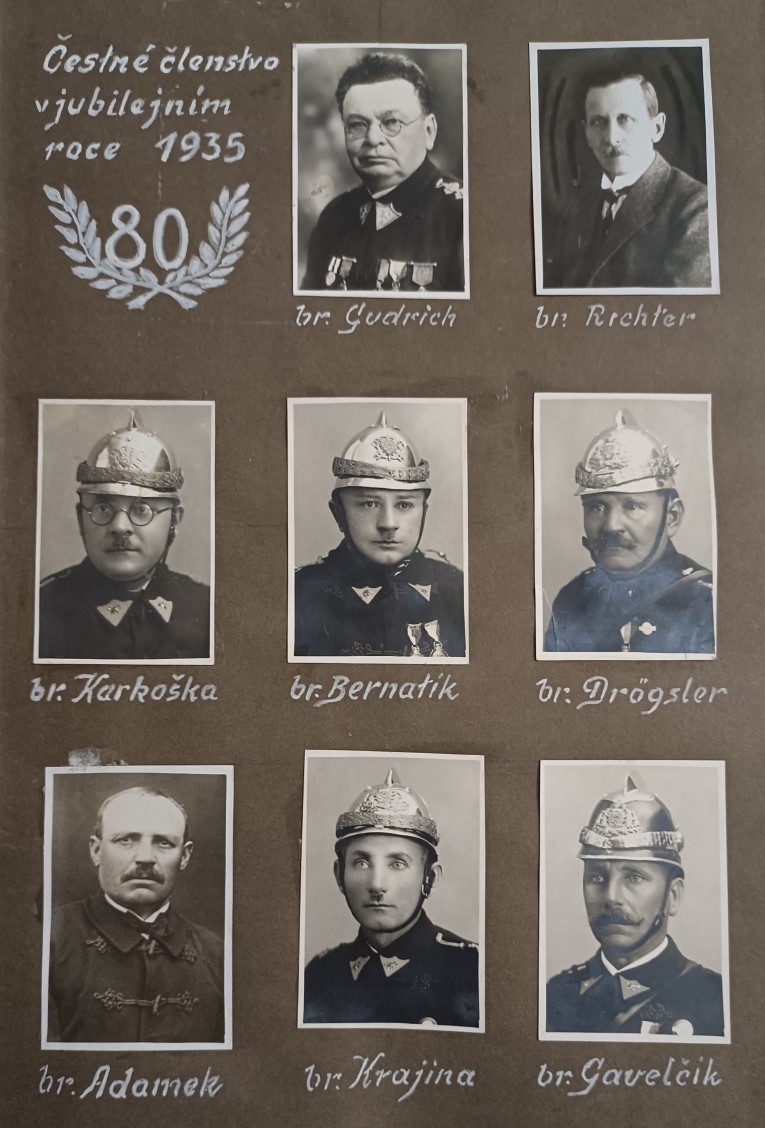 Čestné členstvo
v jubilejním
roce 1935
80
br. Gudrich
br. Richter
br. Karkoška
br. Bernatík
br. Drögsler
br. Adamek
br. Krajina
br. Gavelčik